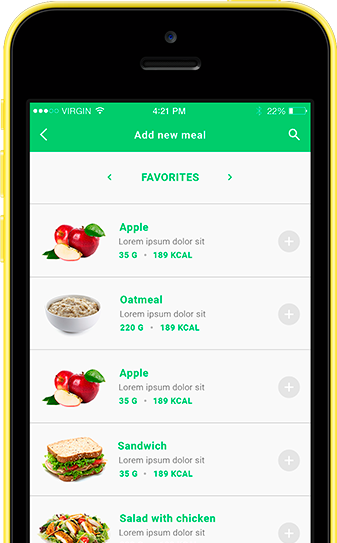 VIRGIN 4:21 PM 22%
Add new meal
FAVORITES
Apple
Lorem ipsum dolor sit
35 G • 189 KCAL
Oatmeal
Lorem ipsum dolor sit
220 G • 189 KCAL
Apple
Lorem ipsum dolor sit
35 G • 189 KCAL
Sandwich
Lorem ipsum dolor sit
35 G • 189 KCAL
Salad with chicken
Lorem ipsum dolor sit